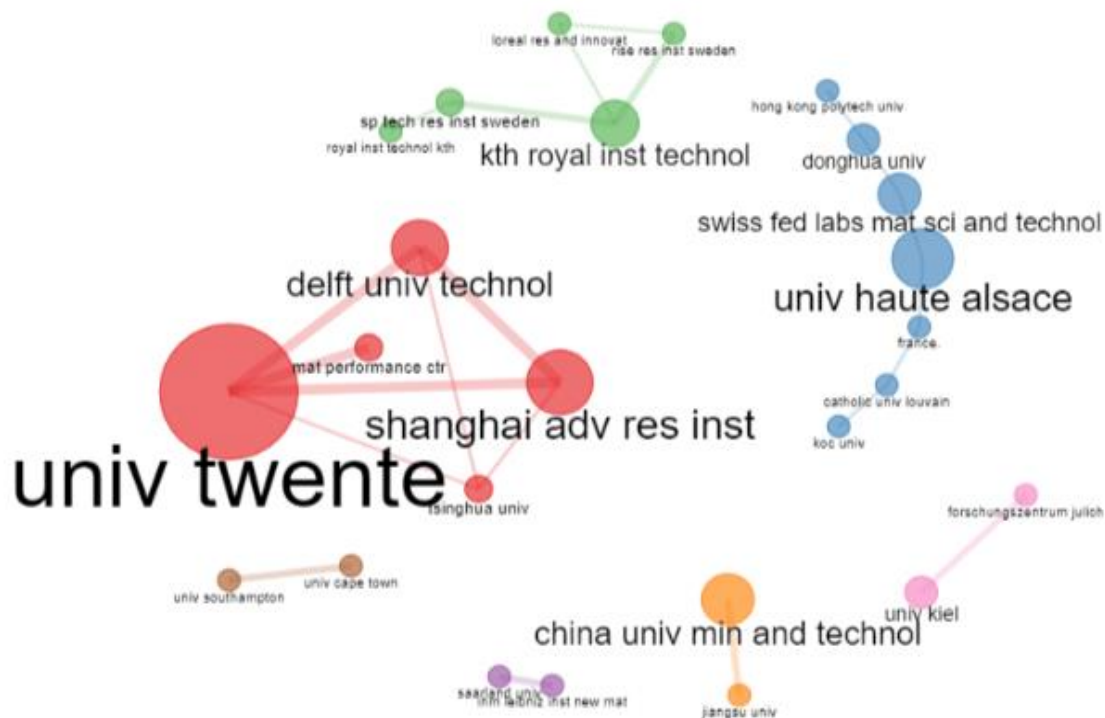 loreal res and innovat
rise res inst sweden
sp tech res inst sweden
royal inst technol kth
kth royal inst technol
hong kong polytech univ
donghua univ
swiss fed labs mat sci and technol
univ haute alsace
france.
catholic univ louvain
koc univ
delft univ technol
mat performance ctr
shanghai adv res inst
univ twente
tsinghua univ
forschungszentrum julich
univ kiel
univ cape town
univ southampton
china univ min and technol
saarland univ
inm leibniz inst new mat
jiangsu univ